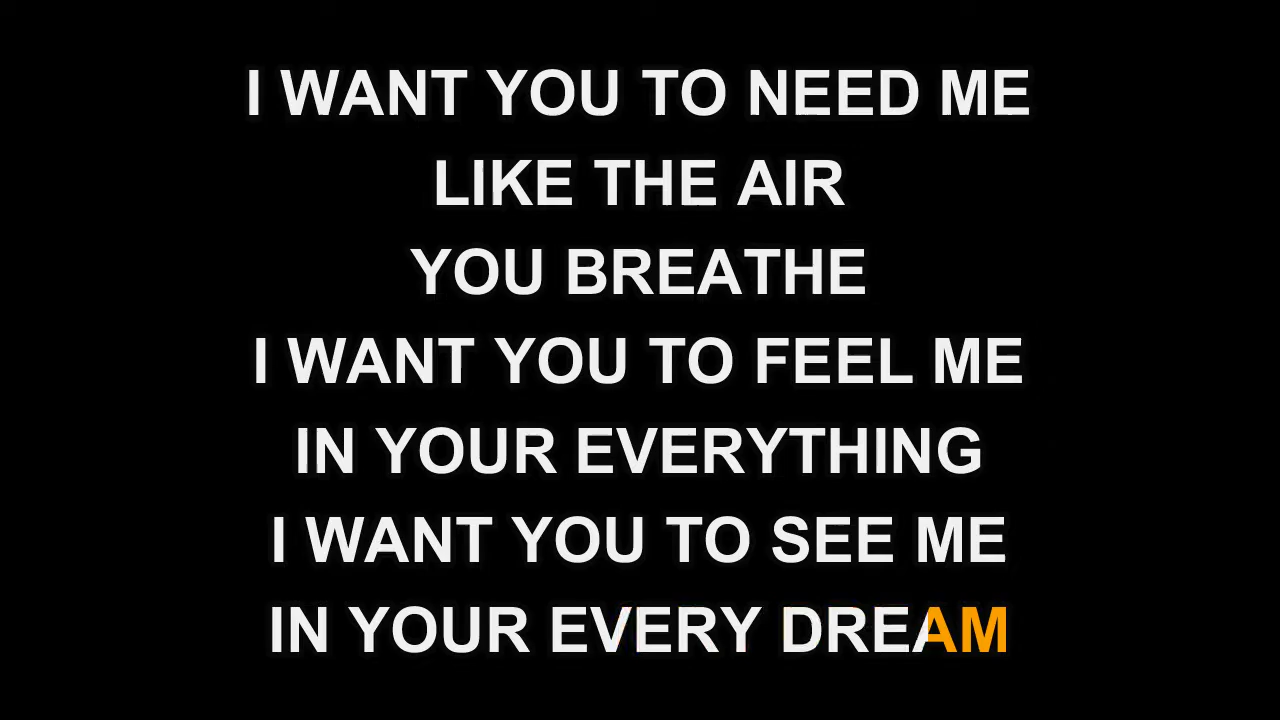 I WANT YOU TO NEED ME
LIKE THE AIR
YOU BREATHE
I WANT YOU TO FEEL ME
IN YOUR EVERYTHING
I WANT YOU TO SEE ME
IN YOUR EVERY DREAM